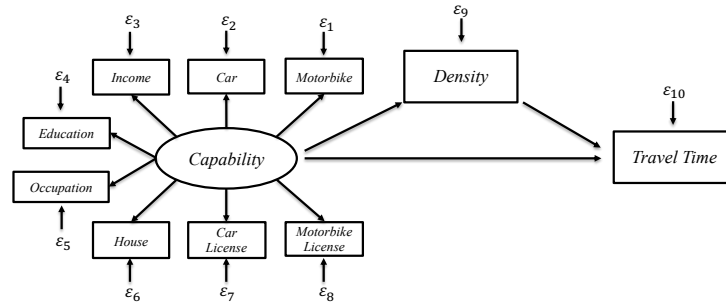 ε9
ε3
ε2
ε1
ε4
Income
Car
Motorbike
Density
ε10
Education
Capability
Travel Time
Occupation
ε5
House
Car
License
Motorbike
License
ε6
ε7
ε8